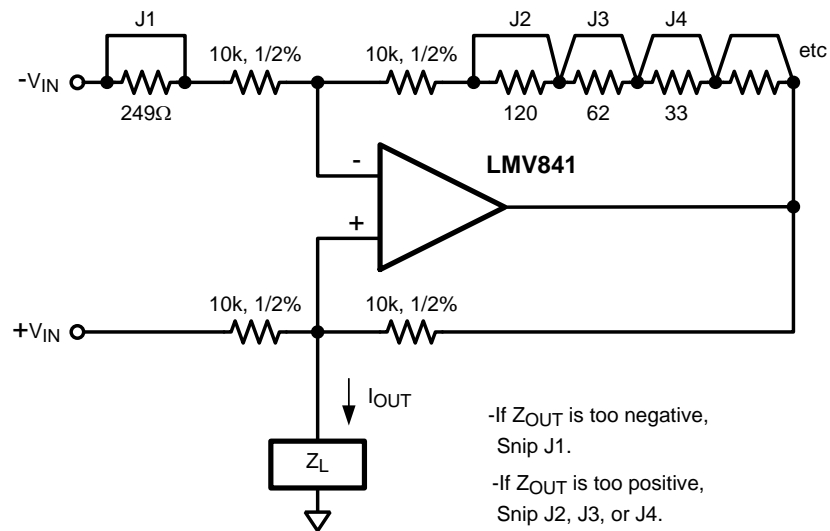 J1
J2
J3
J4
10k, 1/2%
10k, 1/2%
etc
-VIN
249Ω
120
62
33
-
LMV841
+
10k, 1/2%
10k, 1/2%
+VIN
IOUT
ZL
-If ZOUT is too negative,
Snip J1.
-If ZOUT is too positive,
Snip J2, J3, or J4.